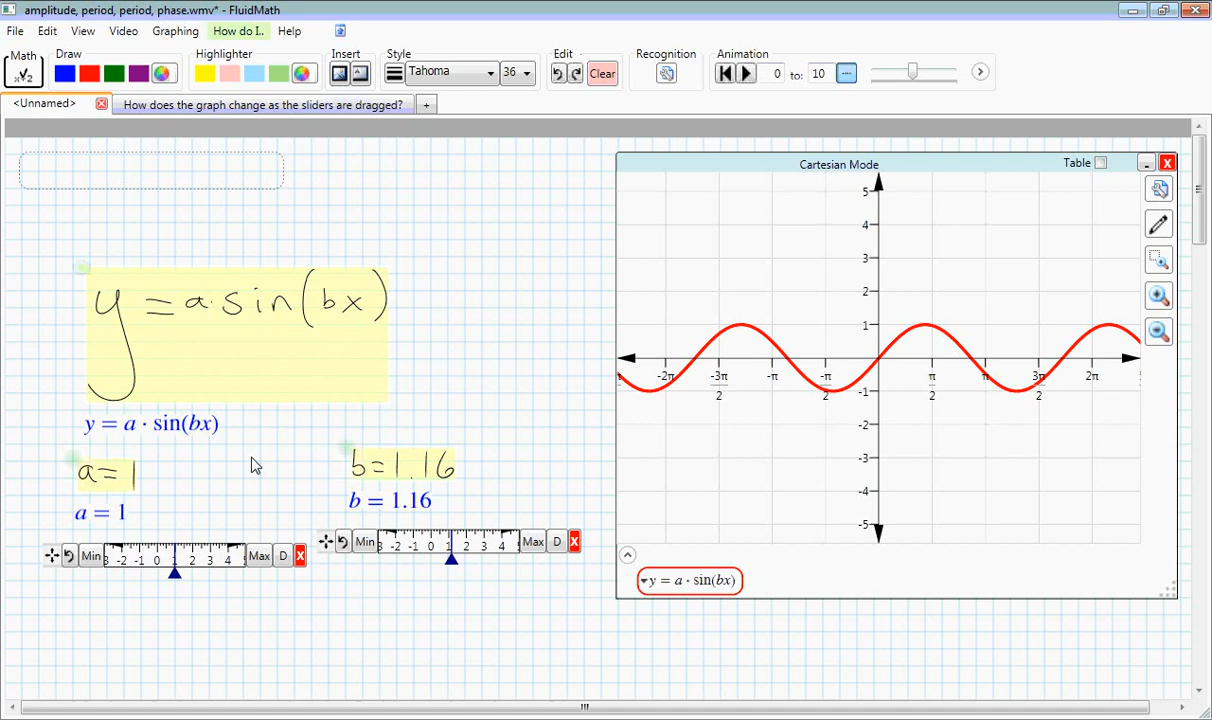 amplitude, period, period, phase.wmv* - FluidMath
File Edit View Video Graphing How do I.. Help
Math Draw Highlighter Insert Style Edit Recognition Animation
√2 Tahoma 36 Clear 0 to: 10
<Unnamed> How does the graph change as the sliders are dragged? +
Cartesian Mode Table
y = a·sin(bx)
y = a · sin(bx)
a = 1
a = 1
b = 1.16
b = 1.16
Min 3 -2 -1 0 1 2 3 4 Max D X
Min 3 -2 -1 0 1 2 3 4 Max D X
5
4
3
2
1
-1
-2
-3
-4
-5
-2π -3π/2 -π -π/2 π/2 π 3π/2 2π
y = a · sin(bx)